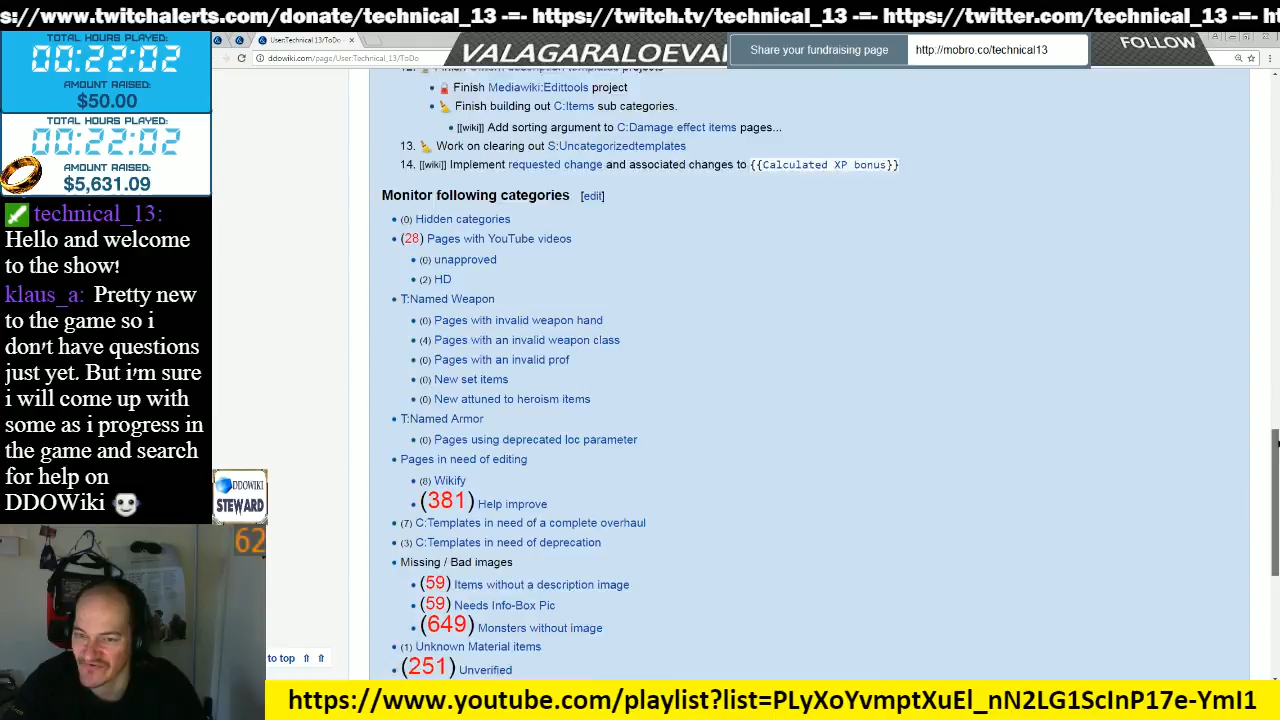 s://www.twitchalerts.com/donate/technical_13 -=- https://twitch.tv/technical_13 -=- https://twitter.com/technical_13 -=- h
TOTAL HOURS PLAYED:
00:22:02
AMOUNT RAISED:
$50.00
TOTAL HOURS PLAYED:
00:22:02
AMOUNT RAISED:
$5,631.09
User:Technical 13/ToDo
ddowiki.com/page/User:Technical_13/ToDo
VALAGARALOEVAN
Share your fundraising page
http://mobro.co/technical13
FOLLOW
technical_13:
Hello and welcome
to the show!
klaus_a: Pretty new
to the game so i
don't have questions
just yet. But i'm sure
i will come up with
some as i progress in
the game and search
for help on
DDOWiki
DDOWIKI
STEWARD
62
Finish Mediawiki:Edittools project
Finish building out C:Items sub categories.
[[wiki]] Add sorting argument to C:Damage effect items pages...
13. Work on clearing out S:Uncategorizedtemplates
14. [[wiki]] Implement requested change and associated changes to {{Calculated XP bonus}}
Monitor following categories [edit]
(0) Hidden categories
(28) Pages with YouTube videos
(0) unapproved
(2) HD
T:Named Weapon
(0) Pages with invalid weapon hand
(4) Pages with an invalid weapon class
(0) Pages with an invalid prof
(0) New set items
(0) New attuned to heroism items
T:Named Armor
(0) Pages using deprecated loc parameter
Pages in need of editing
(8) Wikify
(381) Help improve
(7) C:Templates in need of a complete overhaul
(3) C:Templates in need of deprecation
Missing / Bad images
(59) Items without a description image
(59) Needs Info-Box Pic
(649) Monsters without image
(1) Unknown Material items
(251) Unverified
to top ⇑ ⇑
https://www.youtube.com/playlist?list=PLyXoYvmptXuEl_nN2LG1ScInP17e-YmI1